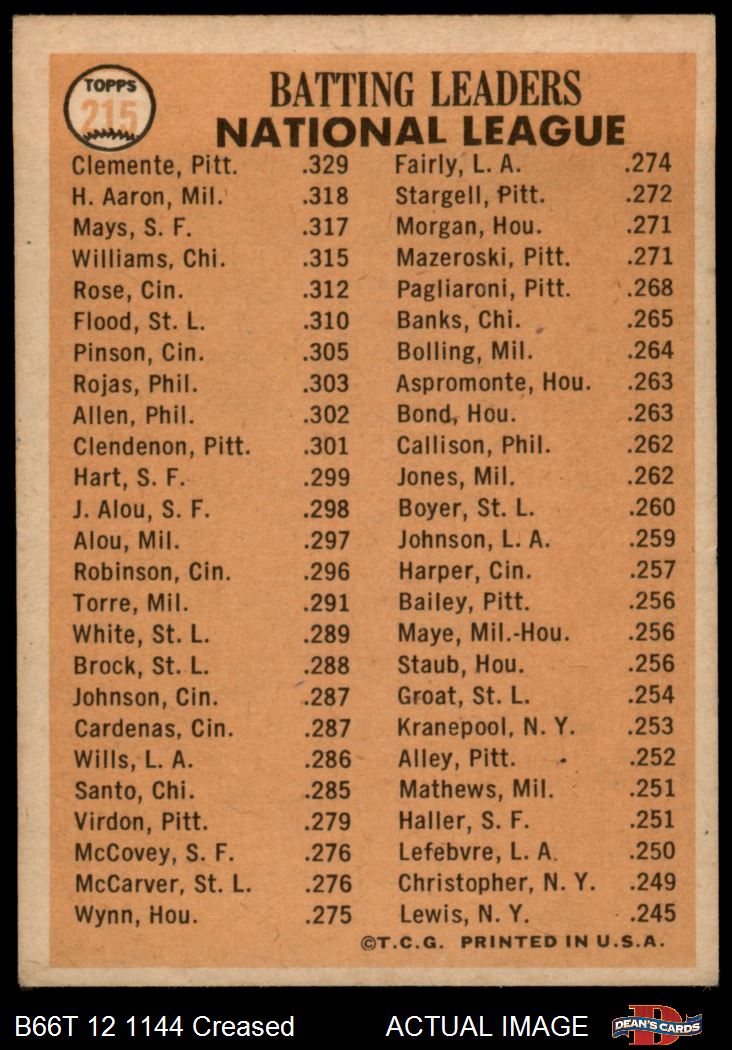 TOPPS
215
BATTING LEADERS
NATIONAL LEAGUE
Clemente, Pitt. .329
H. Aaron, Mil. .318
Mays, S. F. .317
Williams, Chi. .315
Rose, Cin. .312
Flood, St. L. .310
Pinson, Cin. .305
Rojas, Phil. .303
Allen, Phil. .302
Clendenon, Pitt. .301
Hart, S. F. .299
J. Alou, S. F. .298
Alou, Mil. .297
Robinson, Cin. .296
Torre, Mil. .291
White, St. L. .289
Brock, St. L. .288
Johnson, Cin. .287
Cardenas, Cin. .287
Wills, L. A. .286
Santo, Chi. .285
Virdon, Pitt. .279
McCovey, S. F. .276
McCarver, St. L. .276
Wynn, Hou. .275
Fairly, L. A. .274
Stargell, Pitt. .272
Morgan, Hou. .271
Mazeroski, Pitt. .271
Pagliaroni, Pitt. .268
Banks, Chi. .265
Bolling, Mil. .264
Aspromonte, Hou. .263
Bond, Hou. .263
Callison, Phil. .262
Jones, Mil. .262
Boyer, St. L. .260
Johnson, L. A. .259
Harper, Cin. .257
Bailey, Pitt. .256
Maye, Mil.-Hou. .256
Staub, Hou. .256
Groat, St. L. .254
Kranepool, N. Y. .253
Alley, Pitt. .252
Mathews, Mil. .251
Haller, S. F. .251
Lefebvre, L. A. .250
Christopher, N. Y. .249
Lewis, N. Y. .245
©T.C.G. PRINTED IN U.S.A.
B66T 12 1144 Creased ACTUAL IMAGE
D
DEAN'S CARDS